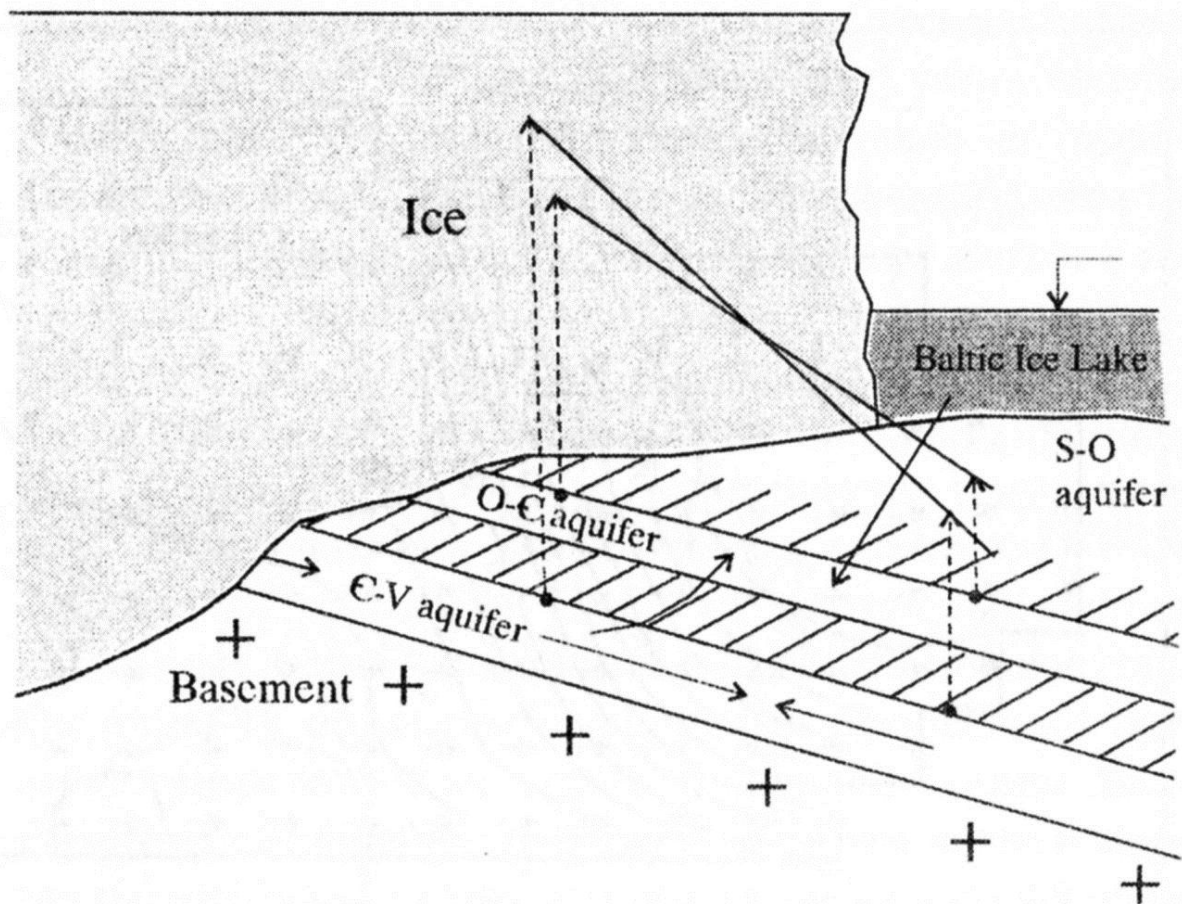 Ice
Baltic Ice Lake
S-O
aquifer
O-Є aquifer
Є-V aquifer
Basement